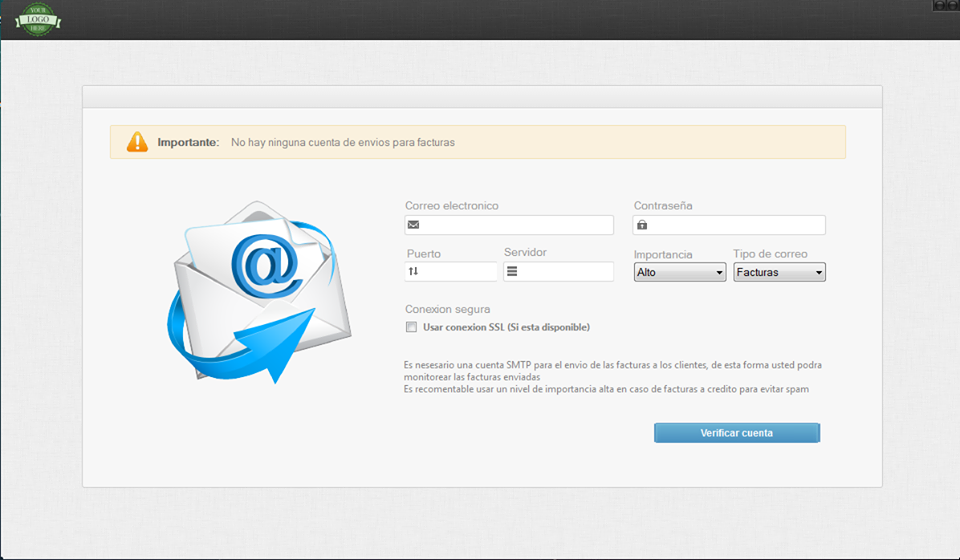 YOUR
LOGO
HERE
Importante: No hay ninguna cuenta de envios para facturas
@
Correo electronico
Contraseña
Puerto
Servidor
Importancia
Tipo de correo
Alto
Facturas
Conexion segura
Usar conexion SSL (Si esta disponible)
Es nesesario una cuenta SMTP para el envio de las facturas a los clientes, de esta forma usted podra
monitorear las facturas enviadas
Es recomentable usar un nivel de importancia alta en caso de facturas a credito para evitar spam
Verificar cuenta